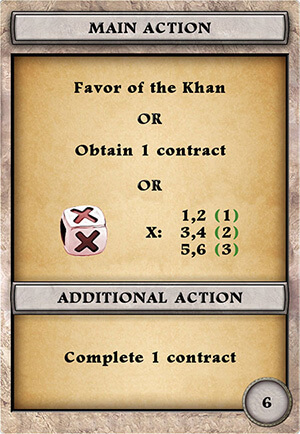 MAIN ACTION
Favor of the Khan
OR
Obtain 1 contract
OR
X X
1,2 (1)
X: 3,4 (2)
5,6 (3)
ADDITIONAL ACTION
Complete 1 contract
6